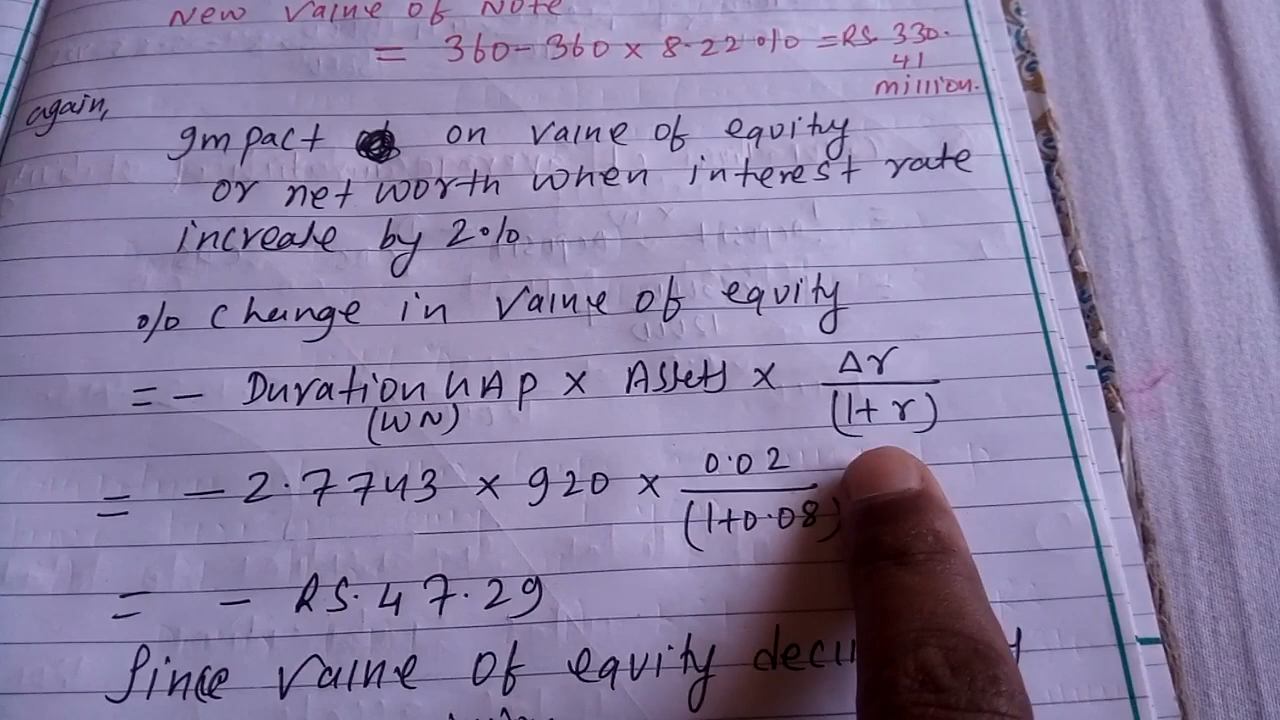 New Value of Note
= 360 - 360 × 8.22% = RS. 330.
41
million.
again,
Impact on value of equity
or net worth when interest rate
increase by 2%
% change in value of equity
= - Duration GAP × Assets × Δr / (1+r)
(WN)
= - 2.7743 × 920 × 0.02 / (1+0.08)
= - RS. 47.29
Since value of equity